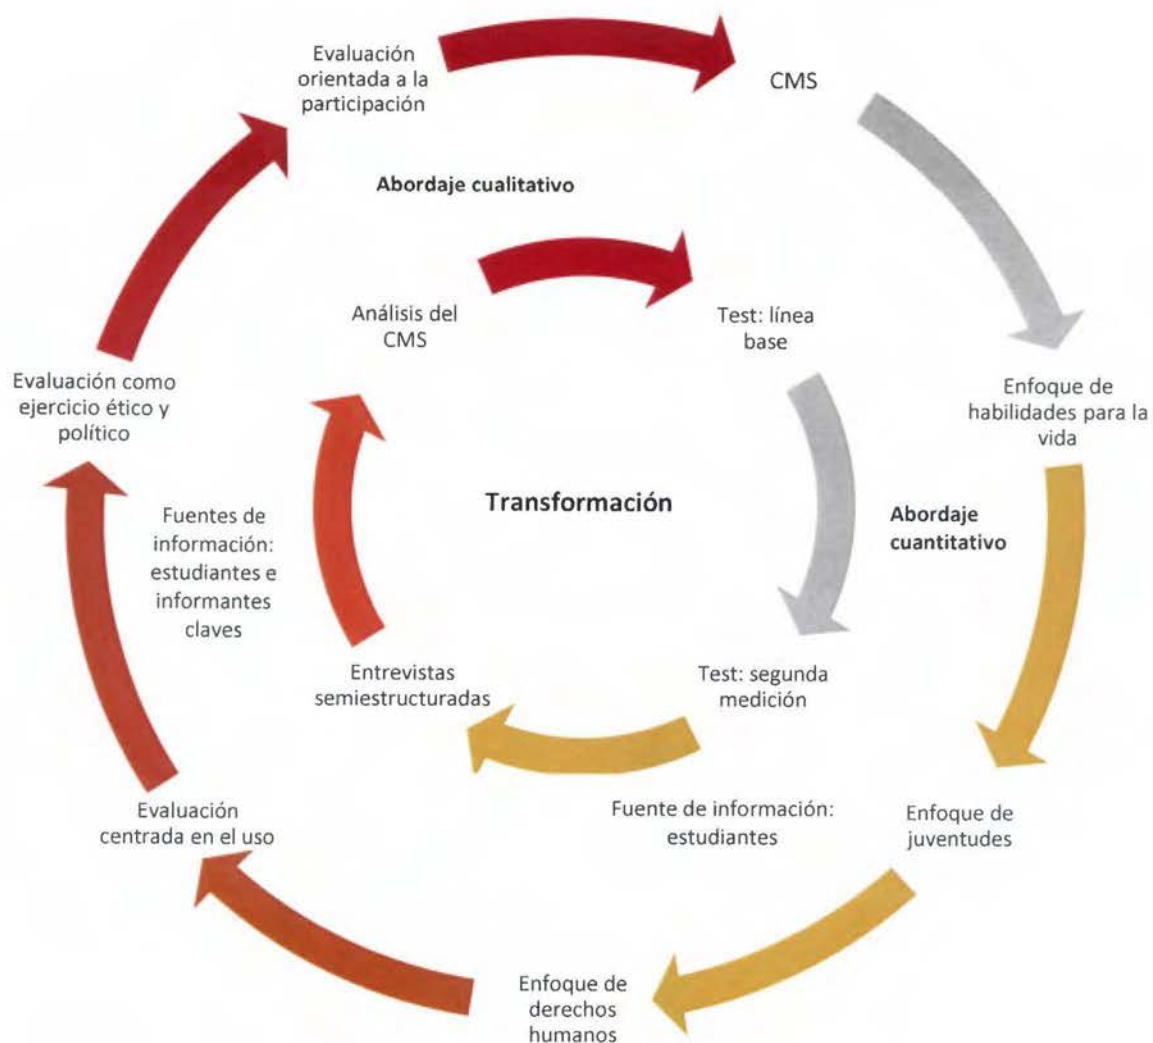 Evaluación
orientada a la
participación
CMS
Abordaje cualitativo
Análisis del
CMS
Test: línea
base
Evaluación como
ejercicio ético y
político
Enfoque de
habilidades para la
vida
Fuentes de
información:
estudiantes e
informantes
claves
Transformación
Abordaje
cuantitativo
Entrevistas
semiestructuradas
Test: segunda
medición
Evaluación
centrada en el uso
Fuente de información:
estudiantes
Enfoque de
juventudes
Enfoque de
derechos
humanos